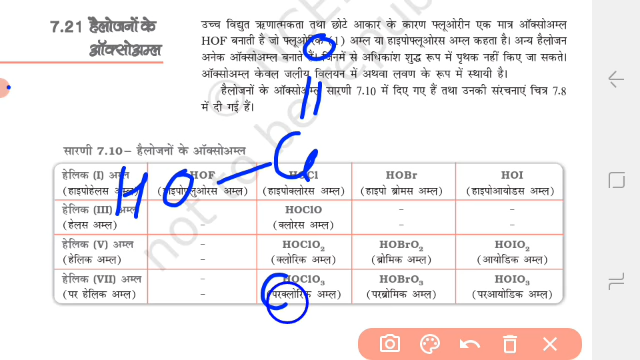 7.21 हैलोजनों के
ऑक्सोअम्ल
उच्च विद्युत ऋणात्मकता तथा छोटे आकार के कारण फ्लूओरीन एक मात्र ऑक्सोअम्ल
HOF बनाती है जो फ्लूओरिक (1) अम्ल या हाइपोफ्लूओरस अम्ल कहता है। अन्य हैलोजन
अनेक ऑक्सोअम्ल बनाते हैं। जिनमें से अधिकांश शुद्ध रूप में पृथक नहीं किए जा सकते।
ऑक्सोअम्ल केवल जलीय विलयन में अथवा लवण के रूप में स्थायी है।
हैलोजनों के ऑक्सोअम्ल सारणी 7.10 में दिए गए हैं तथा उनकी संरचनाएं चित्र 7.8
में दी गई हैं।
O
HO
सारणी 7.10– हैलोजनों के ऑक्सोअम्ल
हेलिक (I) अम्ल HOF HOCl HOBr HOI
(हाइपोहेलस अम्ल) (हाइपोफ्लुओरस अम्ल) (हाइपोक्लोरस अम्ल) (हाइपो ब्रोमस अम्ल) (हाइपोआयोडस अम्ल)
हेलिक (III) अम्ल – HOClO – –
(हेलस अम्ल) – (क्लोरस अम्ल) – –
हेलिक (V) अम्ल – HOClO₂ HOBrO₂ HOIO₂
(हेलिक अम्ल) – (क्लोरिक अम्ल) (ब्रोमिक अम्ल) (आयोडिक अम्ल)
हेलिक (VII) अम्ल – HOClO₃ HOBrO₃ HOIO₃
(पर हेलिक अम्ल) – (परक्लोरिक अम्ल) (परब्रोमिक अम्ल) (परआयोडिक अम्ल)
not to be republished